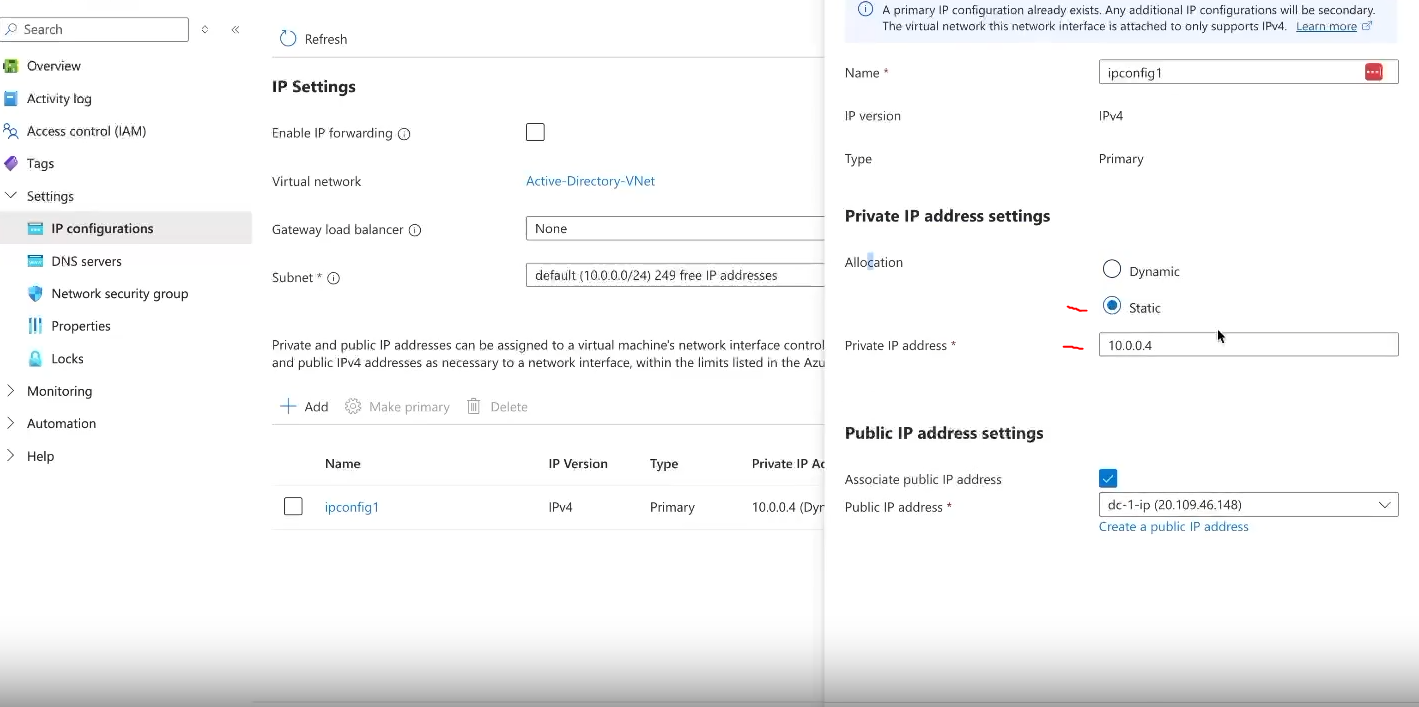 Search
Overview
Activity log
Access control (IAM)
Tags
Settings
IP configurations
DNS servers
Network security group
Properties
Locks
Monitoring
Automation
Help
Refresh
IP Settings
Enable IP forwarding
Virtual network
Active-Directory-VNet
Gateway load balancer
None
Subnet *
default (10.0.0.0/24) 249 free IP addresses
Private and public IP addresses can be assigned to a virtual machine's network interface control
and public IPv4 addresses as necessary to a network interface, within the limits listed in the Azu
Add Make primary Delete
Name IP Version Type Private IP Ad
ipconfig1 IPv4 Primary 10.0.0.4 (Dyn
A primary IP configuration already exists. Any additional IP configurations will be secondary.
The virtual network this network interface is attached to only supports IPv4. Learn more
Name * ipconfig1
IP version IPv4
Type Primary
Private IP address settings
Allocation
Dynamic
Static
Private IP address * 10.0.0.4
Public IP address settings
Associate public IP address
Public IP address * dc-1-ip (20.109.46.148)
Create a public IP address